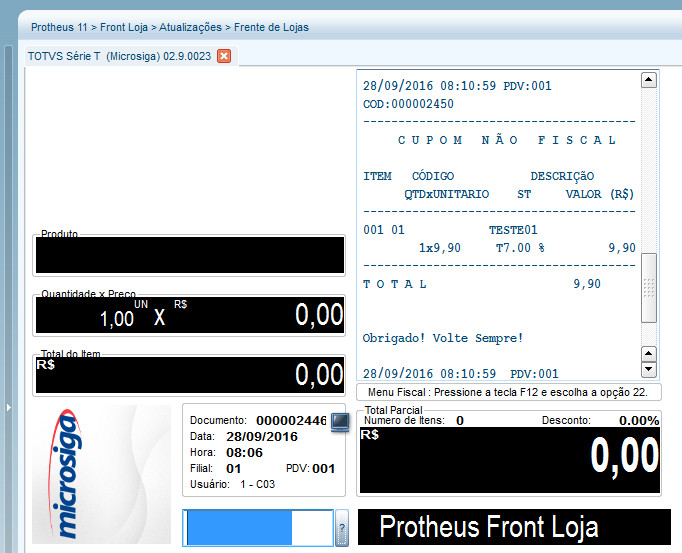 Protheus 11 > Front Loja > Atualizações > Frente de Lojas
TOTVS Série T (Microsiga) 02.9.0023
28/09/2016 08:10:59 PDV:001
COD:000002450
----------------------------------
C U P O M   N Ã O   F I S C A L
ITEM CÓDIGO DESCRIÇãO
QTDxUNITARIO ST VALOR (R$)
----------------------------------
001 01 TESTE01
1x9,90 T7.00 % 9,90
----------------------------------
T O T A L 9,90
Obrigado! Volte Sempre!
28/09/2016 08:10:59 PDV:001
Produto
Quantidade x Preço
UN R$
1,00 X 0,00
Total do Item
R$
0,00
Menu Fiscal : Pressione a tecla F12 e escolha a opção 22.
microsiga
Documento: 000002446
Data: 28/09/2016
Hora: 08:06
Filial: 01 PDV: 001
Usuário: 1 - C03
?
Total Parcial
Numero de Itens: 0 Desconto: 0.00%
R$
0,00
Protheus Front Loja